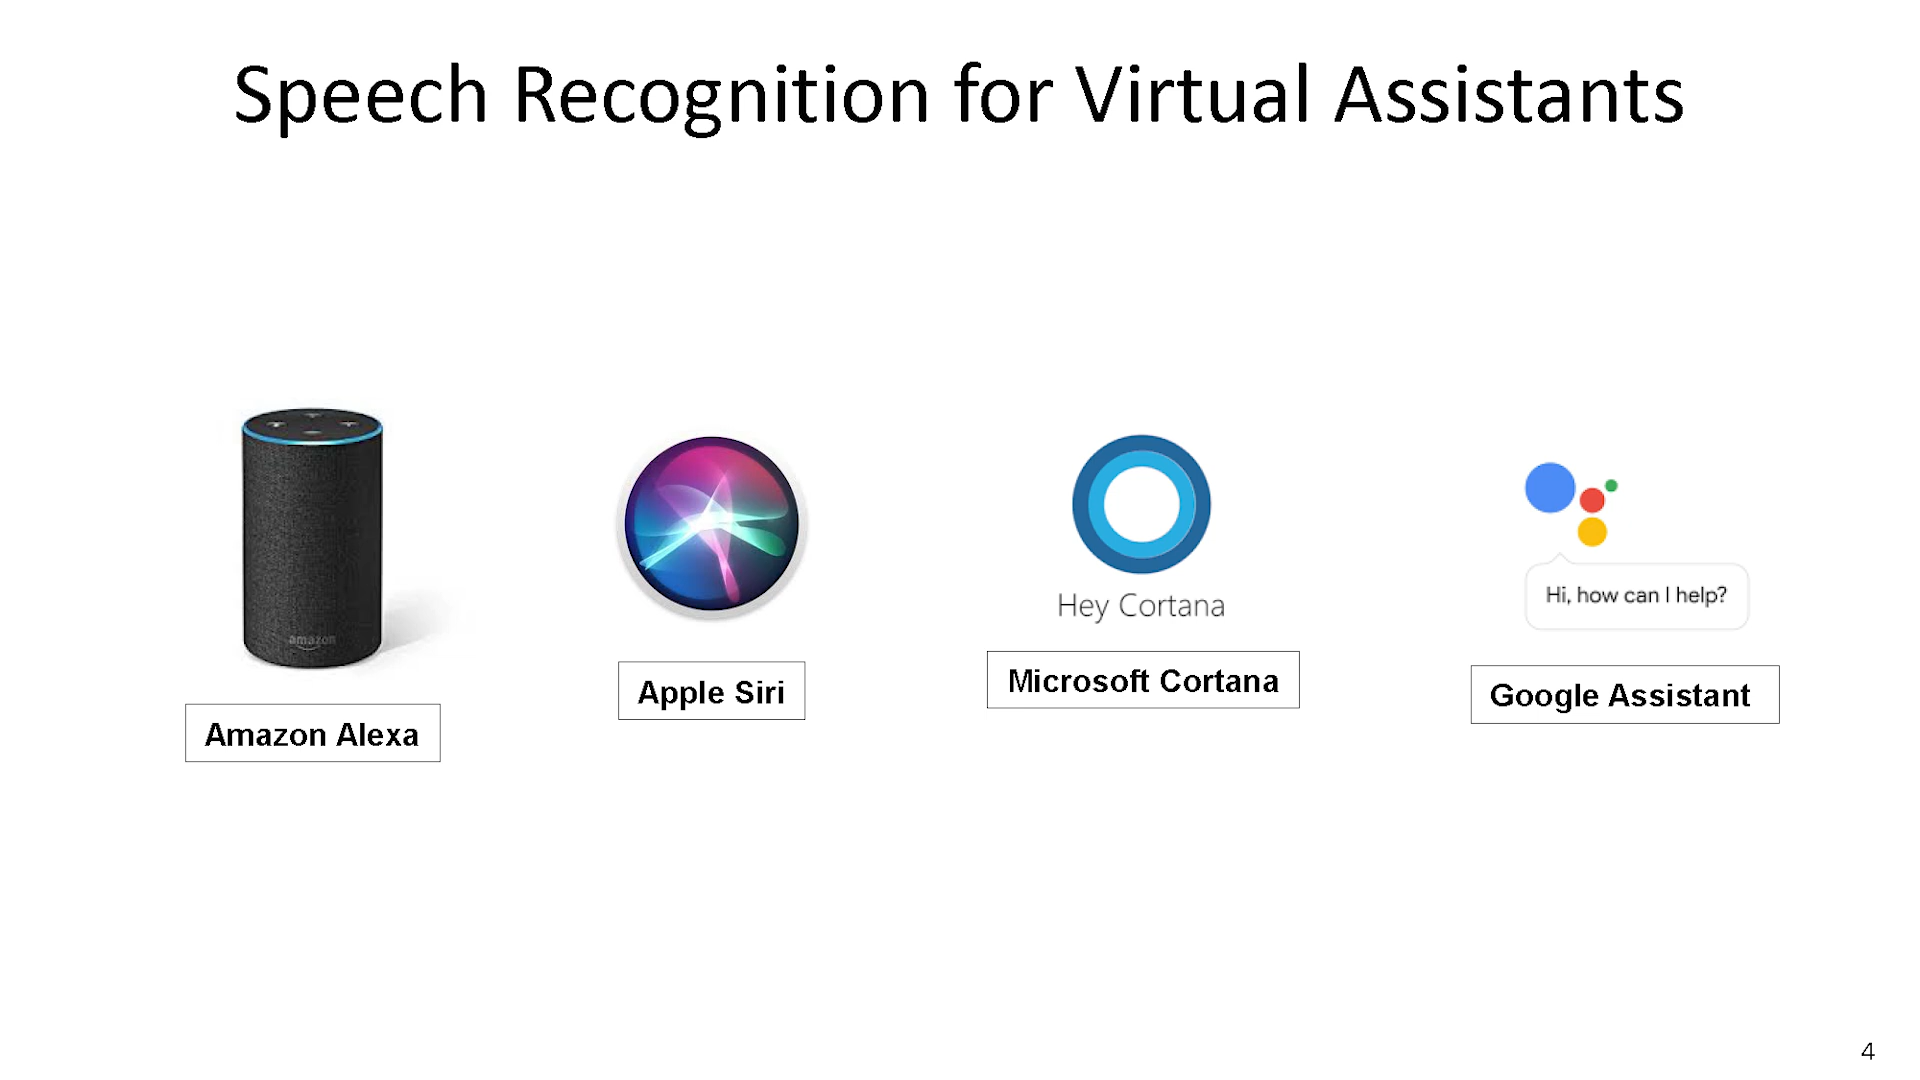 Speech Recognition for Virtual Assistants
amazon
Amazon Alexa
Apple Siri
Hey Cortana
Microsoft Cortana
Hi, how can I help?
Google Assistant
4